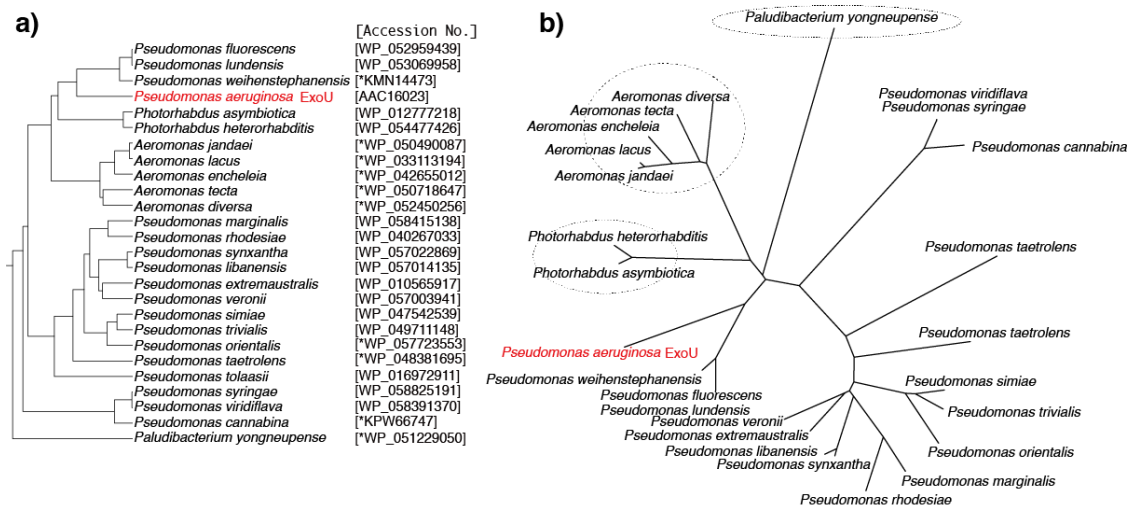 a)
[Accession No.]
Pseudomonas fluorescens [WP_052959439]
Pseudomonas lundensis [WP_053069958]
Pseudomonas weihenstephanensis [*KMN14473]
Pseudomonas aeruginosa ExoU [AAC16023]
Photorhabdus asymbiotica [WP_012777218]
Photorhabdus heterorhabditis [WP_054477426]
Aeromonas jandaei [*WP_050490087]
Aeromonas lacus [*WP_033113194]
Aeromonas encheleia [*WP_042655012]
Aeromonas tecta [*WP_050718647]
Aeromonas diversa [*WP_052450256]
Pseudomonas marginalis [WP_058415138]
Pseudomonas rhodesiae [WP_040267033]
Pseudomonas synxantha [WP_057022869]
Pseudomonas libanensis [WP_057014135]
Pseudomonas extremaustralis [WP_010565917]
Pseudomonas veronii [WP_057003941]
Pseudomonas simiae [WP_047542539]
Pseudomonas trivialis [WP_049711148]
Pseudomonas orientalis [*WP_057723553]
Pseudomonas taetrolens [*WP_048381695]
Pseudomonas tolaasii [WP_016972911]
Pseudomonas syringae [WP_058825191]
Pseudomonas viridiflava [WP_058391370]
Pseudomonas cannabina [*KPW66747]
Paludibacterium yongneupense [*WP_051229050]
b)
Paludibacterium yongneupense
Aeromonas diversa
Aeromonas tecta
Aeromonas encheleia
Aeromonas lacus
Aeromonas jandaei
Pseudomonas viridiflava
Pseudomonas syringae
Pseudomonas cannabina
Photorhabdus heterorhabditis
Photorhabdus asymbiotica
Pseudomonas taetrolens
Pseudomonas taetrolens
Pseudomonas aeruginosa ExoU
Pseudomonas weihenstephanensis
Pseudomonas fluorescens
Pseudomonas lundensis
Pseudomonas veronii
Pseudomonas extremaustralis
Pseudomonas libanensis
Pseudomonas synxantha
Pseudomonas simiae
Pseudomonas trivialis
Pseudomonas orientalis
Pseudomonas marginalis
Pseudomonas rhodesiae